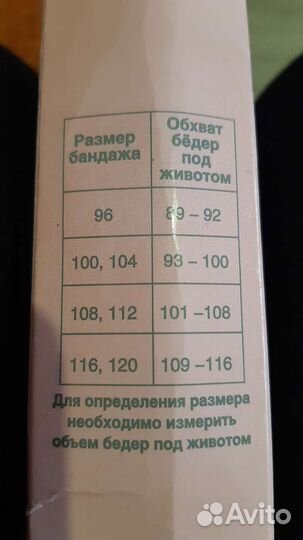 Размер бандажа | Обхват бёдер под животом
96 | 89 – 92
100, 104 | 93 – 100
108, 112 | 101 –108
116, 120 | 109 –116
Для определения размера
необходимо измерить
объем бедер под животом
Avito